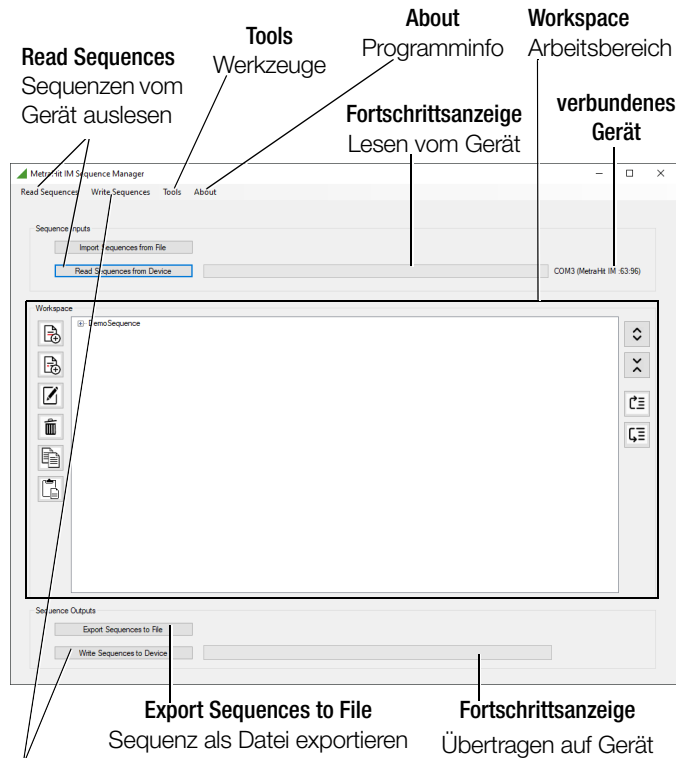 About
Programminfo
Workspace
Arbeitsbereich
Tools
Werkzeuge
Read Sequences
Sequenzen vom
Gerät auslesen
Fortschrittsanzeige
Lesen vom Gerät
verbundenes
Gerät
MetraHit IM Sequence Manager
Read Sequences Write Sequences Tools About
Sequence Inputs
Import Sequences from File
Read Sequences from Device
COM3 (MetraHit IM :63:96)
Workspace
DemoSequence
Sequence Outputs
Export Sequences to File
Write Sequences to Device
Export Sequences to File
Sequenz als Datei exportieren
Fortschrittsanzeige
Übertragen auf Gerät